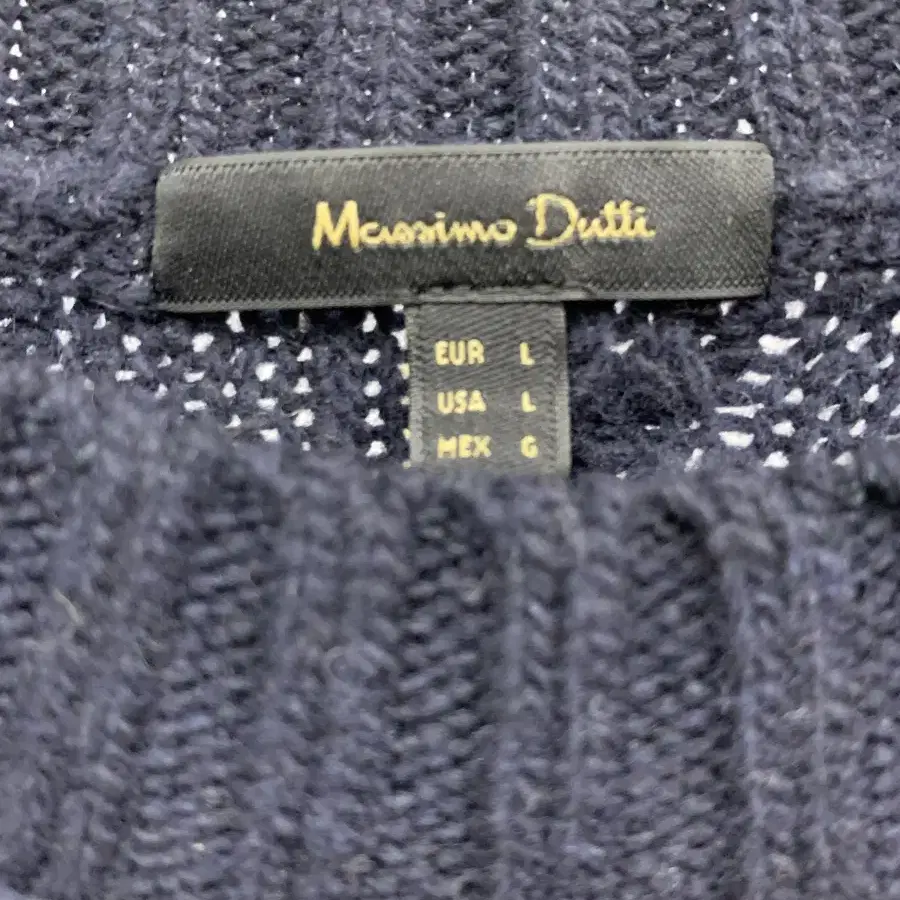 Massimo Dutti
EUR L
USA L
MEX G